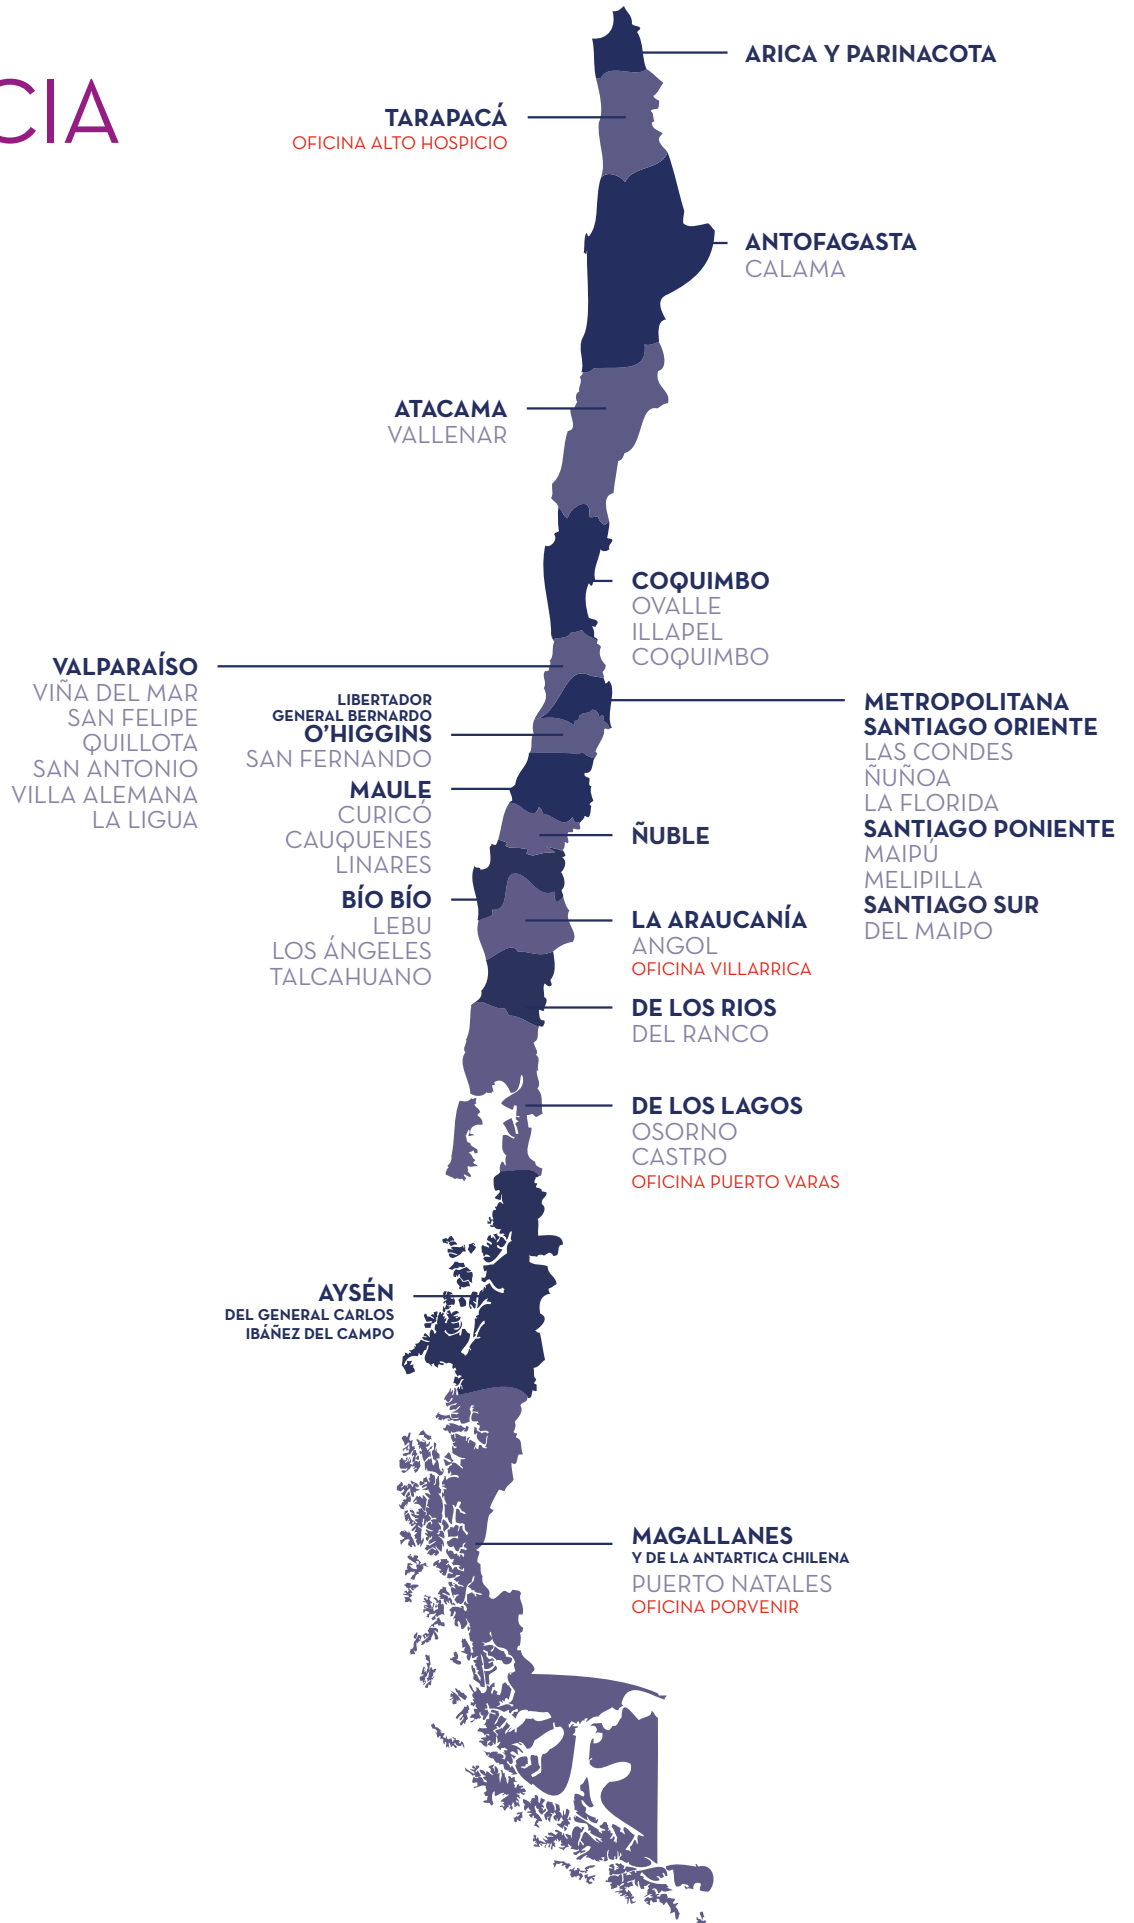 CIA
ARICA Y PARINACOTA
TARAPACÁ
OFICINA ALTO HOSPICIO
ANTOFAGASTA
CALAMA
ATACAMA
VALLENAR
COQUIMBO
OVALLE
ILLAPEL
COQUIMBO
VALPARAÍSO
VIÑA DEL MAR
SAN FELIPE
QUILLOTA
SAN ANTONIO
VILLA ALEMANA
LA LIGUA
LIBERTADOR
GENERAL BERNARDO
O'HIGGINS
SAN FERNANDO
METROPOLITANA
SANTIAGO ORIENTE
LAS CONDES
ÑUÑOA
LA FLORIDA
SANTIAGO PONIENTE
MAIPÚ
MELIPILLA
SANTIAGO SUR
DEL MAIPO
MAULE
CURICÓ
CAUQUENES
LINARES
ÑUBLE
BÍO BÍO
LEBU
LOS ÁNGELES
TALCAHUANO
LA ARAUCANÍA
ANGOL
OFICINA VILLARRICA
DE LOS RIOS
DEL RANCO
DE LOS LAGOS
OSORNO
CASTRO
OFICINA PUERTO VARAS
AYSÉN
DEL GENERAL CARLOS
IBÁÑEZ DEL CAMPO
MAGALLANES
Y DE LA ANTARTICA CHILENA
PUERTO NATALES
OFICINA PORVENIR